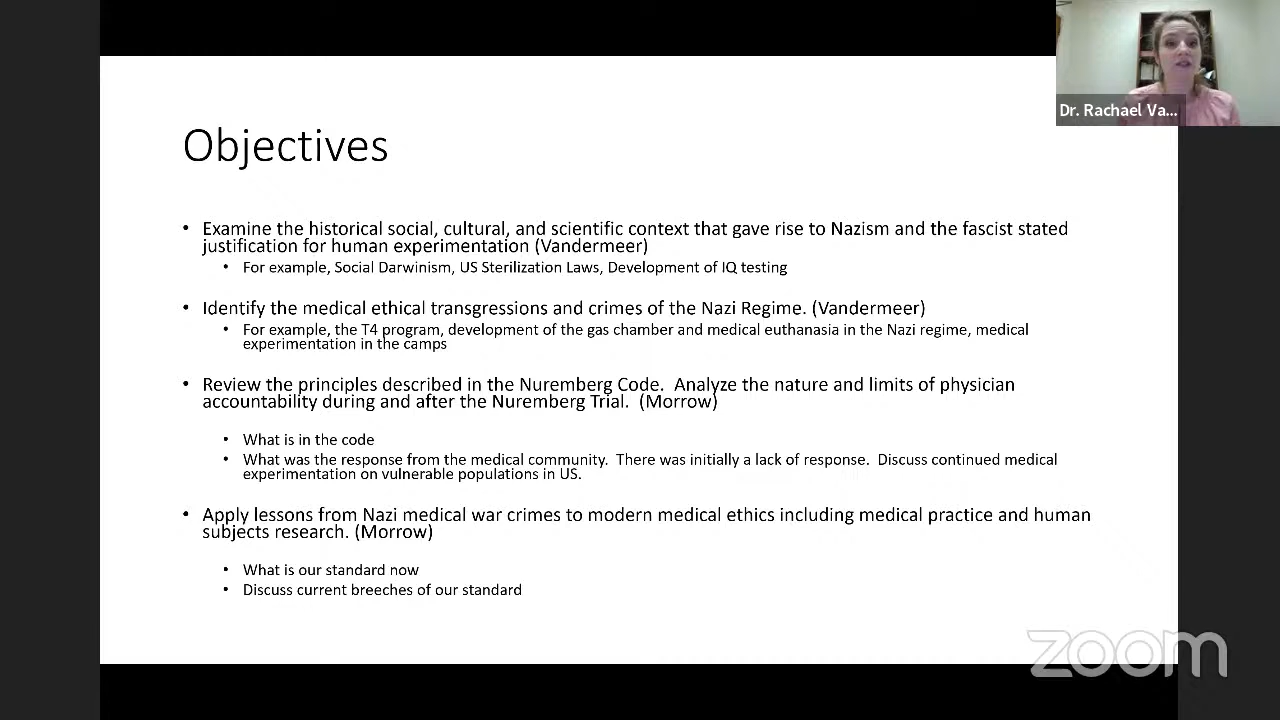 Dr. Rachael Va...
Objectives
• Examine the historical social, cultural, and scientific context that gave rise to Nazism and the fascist stated
justification for human experimentation (Vandermeer)
• For example, Social Darwinism, US Sterilization Laws, Development of IQ testing
• Identify the medical ethical transgressions and crimes of the Nazi Regime. (Vandermeer)
• For example, the T4 program, development of the gas chamber and medical euthanasia in the Nazi regime, medical
experimentation in the camps
• Review the principles described in the Nuremberg Code.  Analyze the nature and limits of physician
accountability during and after the Nuremberg Trial.  (Morrow)
• What is in the code
• What was the response from the medical community.  There was initially a lack of response.  Discuss continued medical
experimentation on vulnerable populations in US.
• Apply lessons from Nazi medical war crimes to modern medical ethics including medical practice and human
subjects research. (Morrow)
• What is our standard now
• Discuss current breeches of our standard
zoom